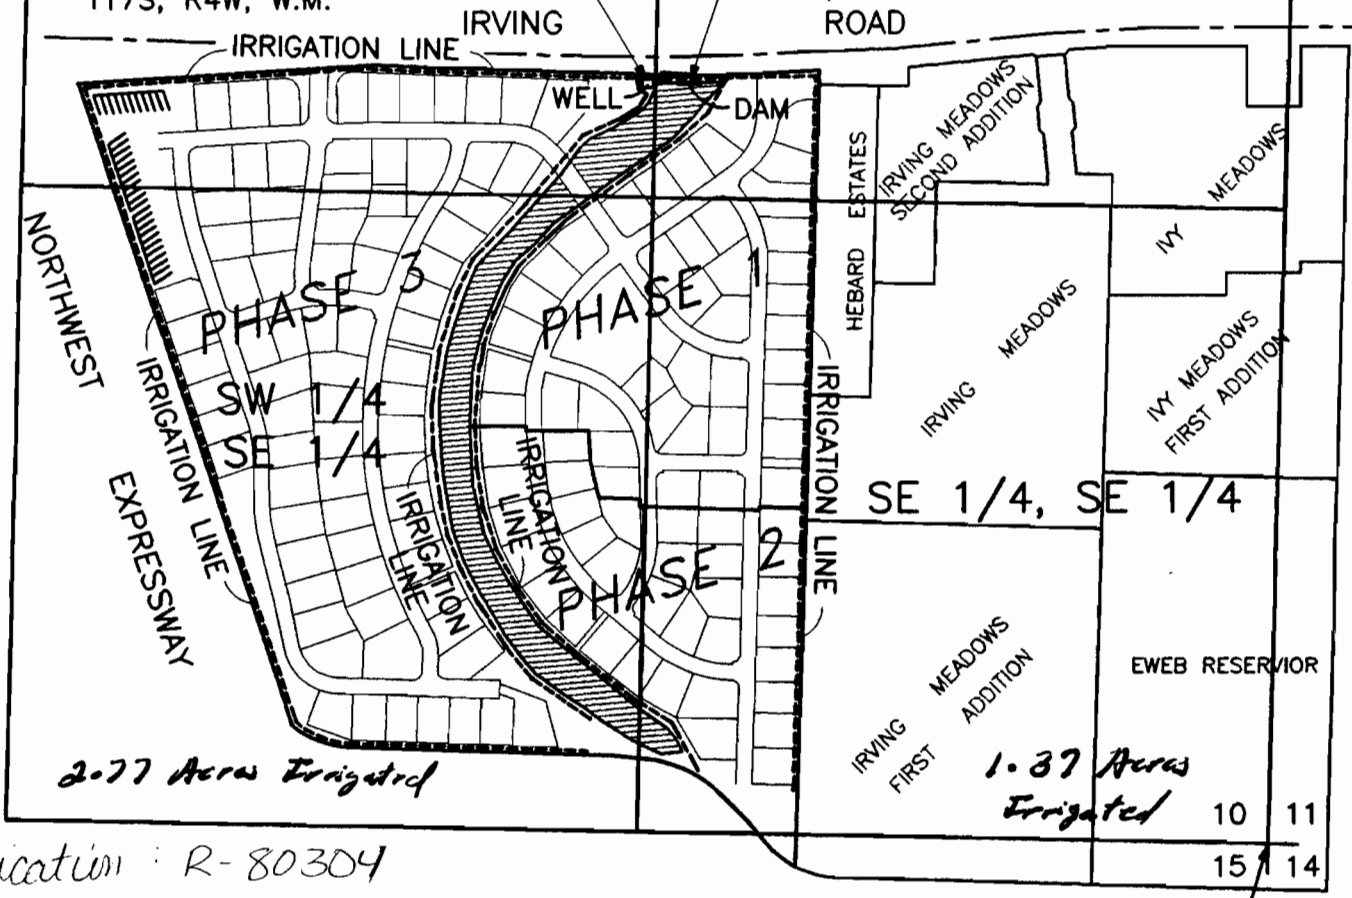 T17S, R4W, W.M.
IRVING
ROAD
IRRIGATION LINE
WELL
DAM
HEBARD ESTATES
IRVING MEADOWS
SECOND ADDITION
IVY MEADOWS
NORTHWEST
EXPRESSWAY
PHASE 3
PHASE 1
IRVING MEADOWS
IVY MEADOWS
FIRST ADDITION
IRRIGATION LINE
SW 1/4
SE 1/4
IRRIGATION
LINE
IRRIGATION
LINE
IRRIGATION LINE
SE 1/4, SE 1/4
PHASE 2
IRVING MEADOWS
FIRST ADDITION
EWEB RESERVIOR
2.77 Acres Irrigated
1.37 Acres
Irrigated
10 11
15 14
ication : R-80304